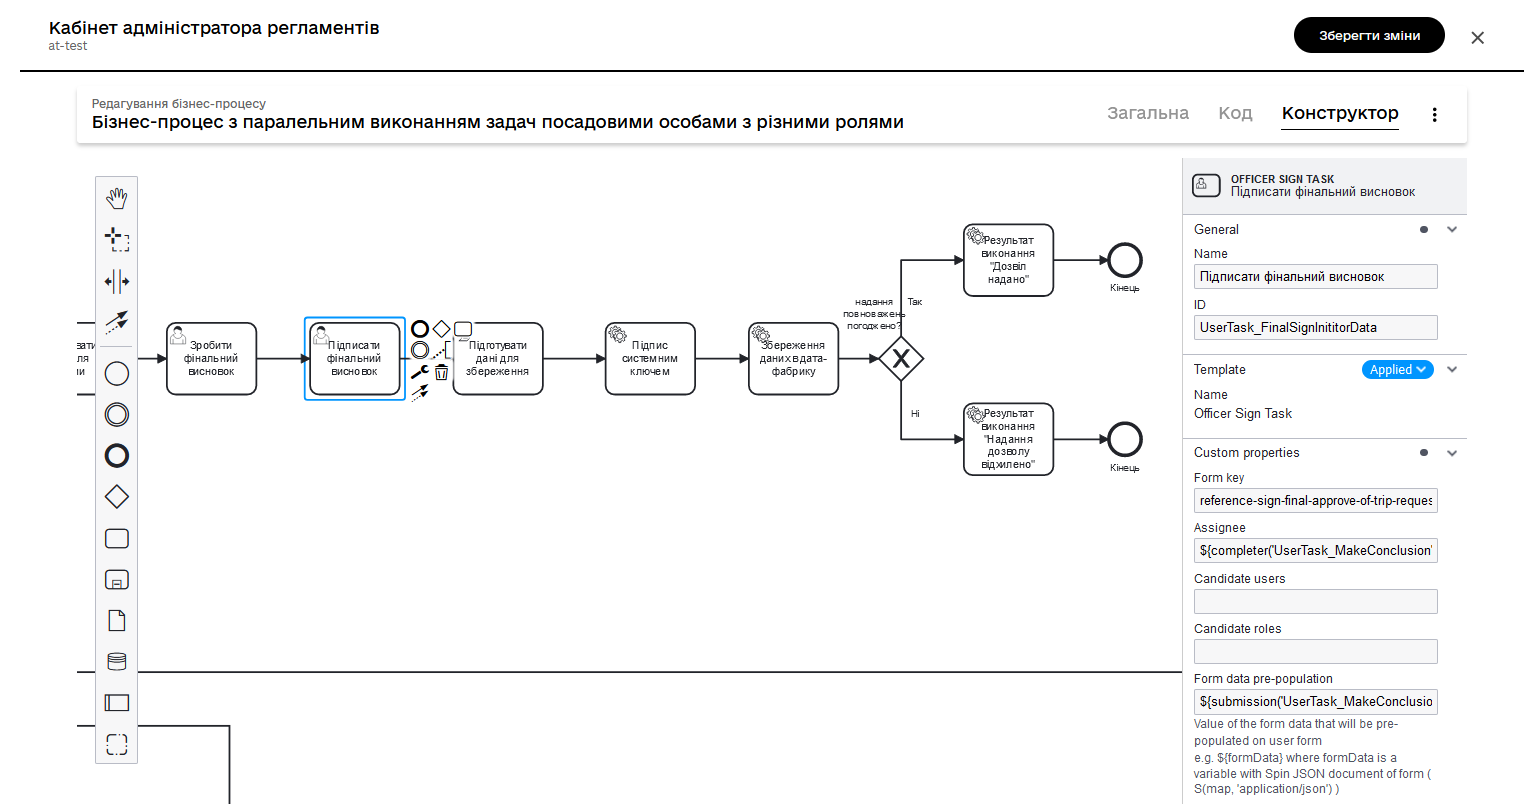 Кабінет адміністратора регламентів
at-test
Зберегти зміни
Редагування бізнес-процесу
Бізнес-процес з паралельним виконанням задач посадовими особами з різними ролями
Загальна
Код
Конструктор
Зробити
фінальний
висновок
Підписати
фінальний
висновок
Підготувати
дані для
збереження
Підпис
системним
ключем
Збереження
даних в дата-
фабрику
надання
повноважень
погоджено?
Так
Ні
Результат
виконання
"Дозвіл
надано"
Кінець
Результат
виконання
"Надання
дозволу
відхилено"
Кінець
OFFICER SIGN TASK
Підписати фінальний висновок
General
Name
Підписати фінальний висновок
ID
UserTask_FinalSignInititorData
Template
Applied
Name
Officer Sign Task
Custom properties
Form key
reference-sign-final-approve-of-trip-reques
Assignee
${completer('UserTask_MakeConclusion'
Candidate users
Candidate roles
Form data pre-population
${submission('UserTask_MakeConclusio
Value of the form data that will be pre-
populated on user form
e.g. ${formData} where formData is a
variable with Spin JSON document of form (
S(map, 'application/json') )